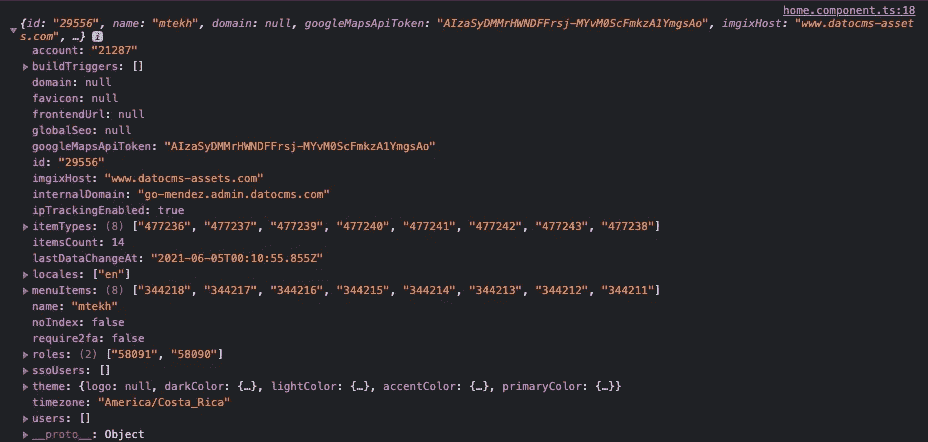 home.component.ts:18
{id: "29556", name: "mtekh", domain: null, googleMapsApiToken: "AIzaSyDMMrHWNDFFrsj-MYvM0ScFmkzA1YmgsAo", imgixHost: "www.datocms-asset
s.com", …} i
account: "21287"
buildTriggers: []
domain: null
favicon: null
frontendUrl: null
globalSeo: null
googleMapsApiToken: "AIzaSyDMMrHWNDFFrsj-MYvM0ScFmkzA1YmgsAo"
id: "29556"
imgixHost: "www.datocms-assets.com"
internalDomain: "go-mendez.admin.datocms.com"
ipTrackingEnabled: true
itemTypes: (8) ["477236", "477237", "477239", "477240", "477241", "477242", "477243", "477238"]
itemsCount: 14
lastDataChangeAt: "2021-06-05T00:10:55.855Z"
locales: ["en"]
menuItems: (8) ["344218", "344217", "344216", "344215", "344214", "344213", "344212", "344211"]
name: "mtekh"
noIndex: false
require2fa: false
roles: (2) ["58091", "58090"]
ssoUsers: []
theme: {logo: null, darkColor: {…}, lightColor: {…}, accentColor: {…}, primaryColor: {…}}
timezone: "America/Costa_Rica"
users: []
__proto__: Object